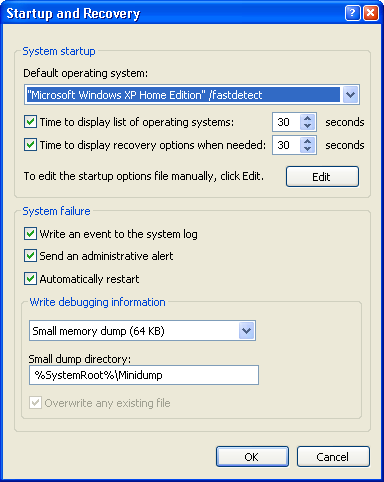 Startup and Recovery
System startup
Default operating system:
"Microsoft Windows XP Home Edition" /fastdetect
Time to display list of operating systems: 30 seconds
Time to display recovery options when needed: 30 seconds
To edit the startup options file manually, click Edit. Edit
System failure
Write an event to the system log
Send an administrative alert
Automatically restart
Write debugging information
Small memory dump (64 KB)
Small dump directory:
%SystemRoot%\Minidump
Overwrite any existing file
OK Cancel